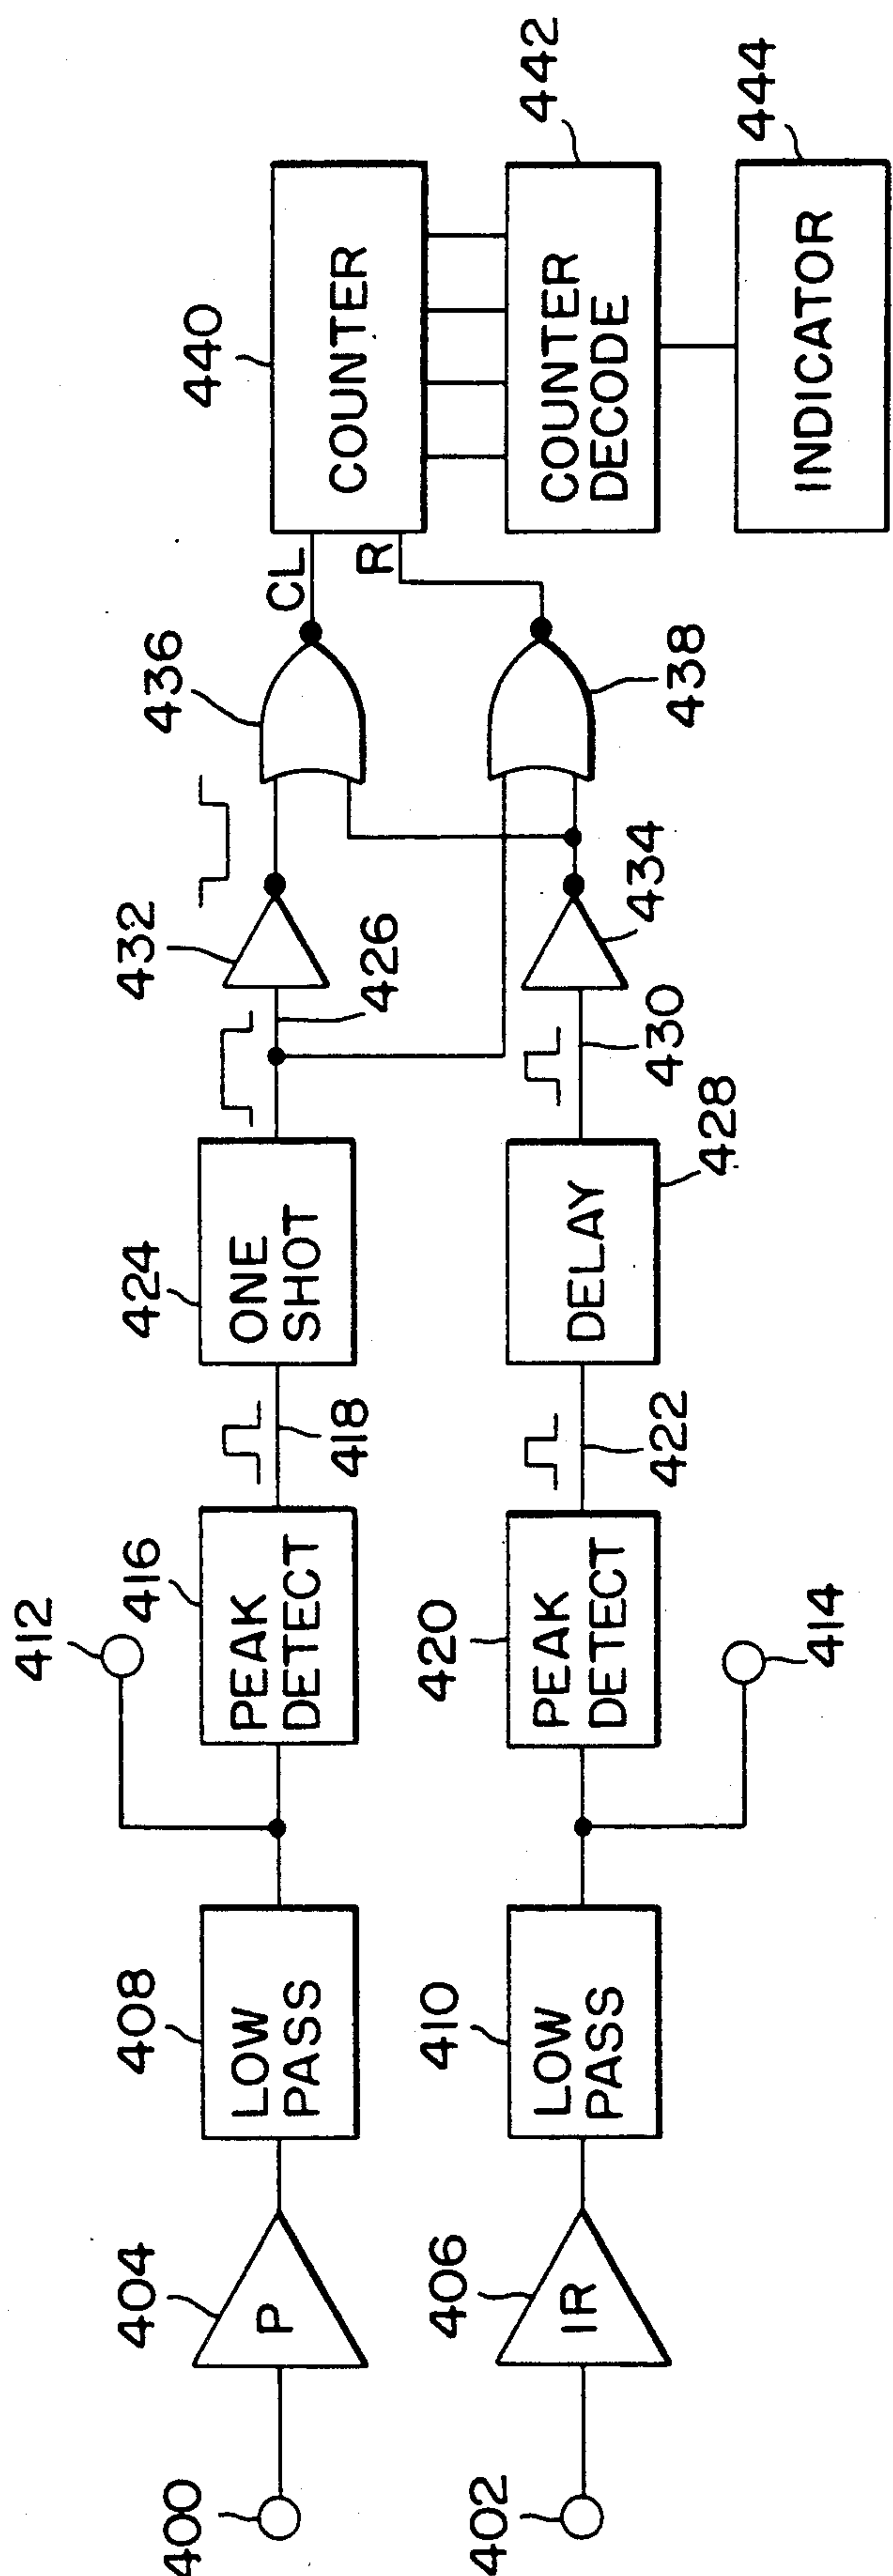 400
404
P
408
LOW
PASS
412
416
PEAK
DETECT
418
424
ONE
SHOT
426
432
436
CL
R
440
COUNTER
402
406
IR
410
LOW
PASS
414
420
PEAK
DETECT
422
DELAY
428
430
434
438
442
COUNTER
DECODE
444
INDICATOR